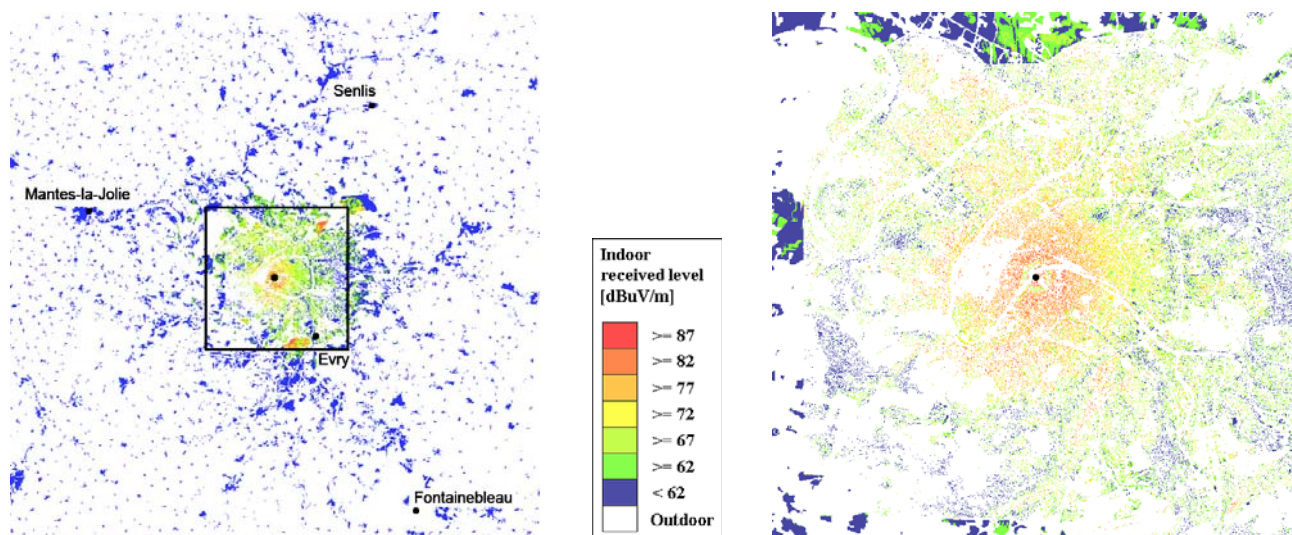 Senlis
Mantes-la-Jolie
Evry
Fontainebleau
Indoor
received level
[dBuV/m]
>= 87
>= 82
>= 77
>= 72
>= 67
>= 62
< 62
Outdoor